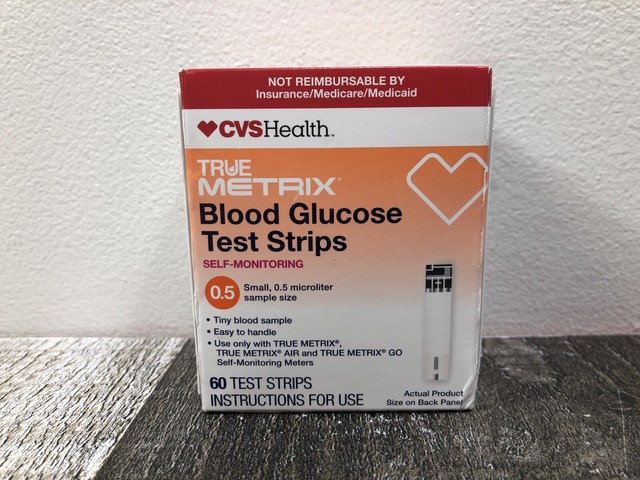 NOT REIMBURSABLE BY
Insurance/Medicare/Medicaid
CVSHealth™
TRUE
METRIX®
Blood Glucose
Test Strips
SELF-MONITORING
0.5
Small, 0.5 microliter
sample size
• Tiny blood sample
• Easy to handle
• Use only with TRUE METRIX®,
TRUE METRIX® AIR and TRUE METRIX® GO
Self-Monitoring Meters
60 TEST STRIPS
INSTRUCTIONS FOR USE
Actual Product
Size on Back Panel